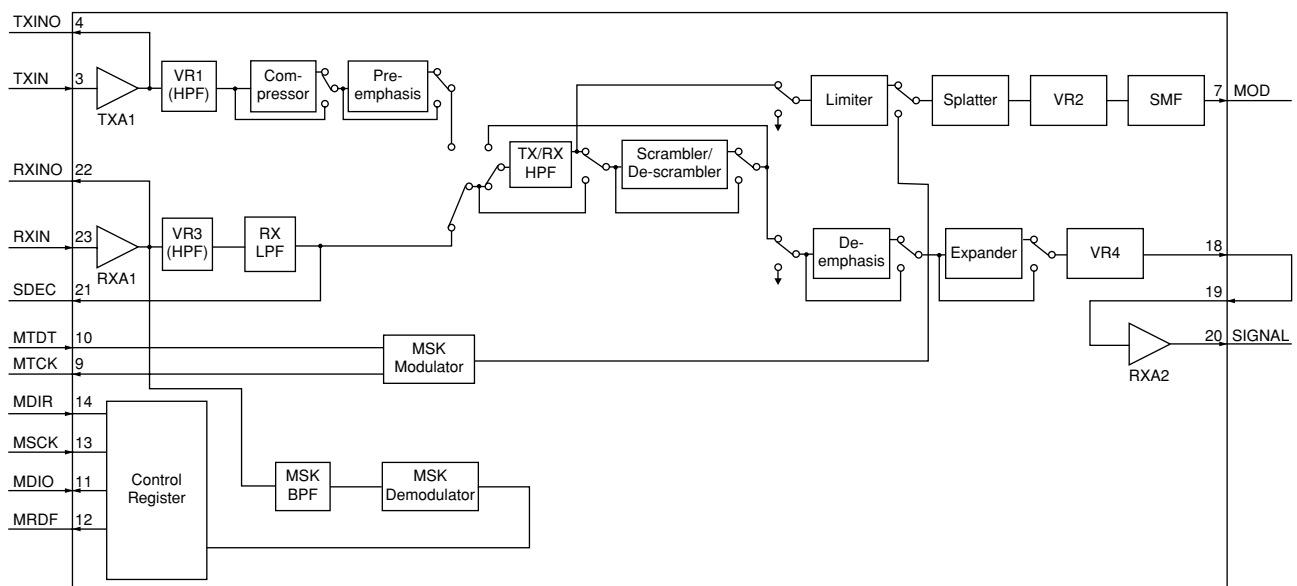 TXINO 4
TXIN 3
TXA1
VR1
(HPF)
Com-
pressor
Pre-
emphasis
Limiter
Splatter
VR2
SMF
7 MOD
RXINO 22
RXIN 23
RXA1
VR3
(HPF)
RX
LPF
TX/RX
HPF
Scrambler/
De-scrambler
De-
emphasis
Expander
VR4
18
19
20 SIGNAL
RXA2
SDEC 21
MTDT 10
MTCK 9
MSK
Modulator
MDIR 14
MSCK 13
MDIO 11
MRDF 12
Control
Register
MSK
BPF
MSK
Demodulator